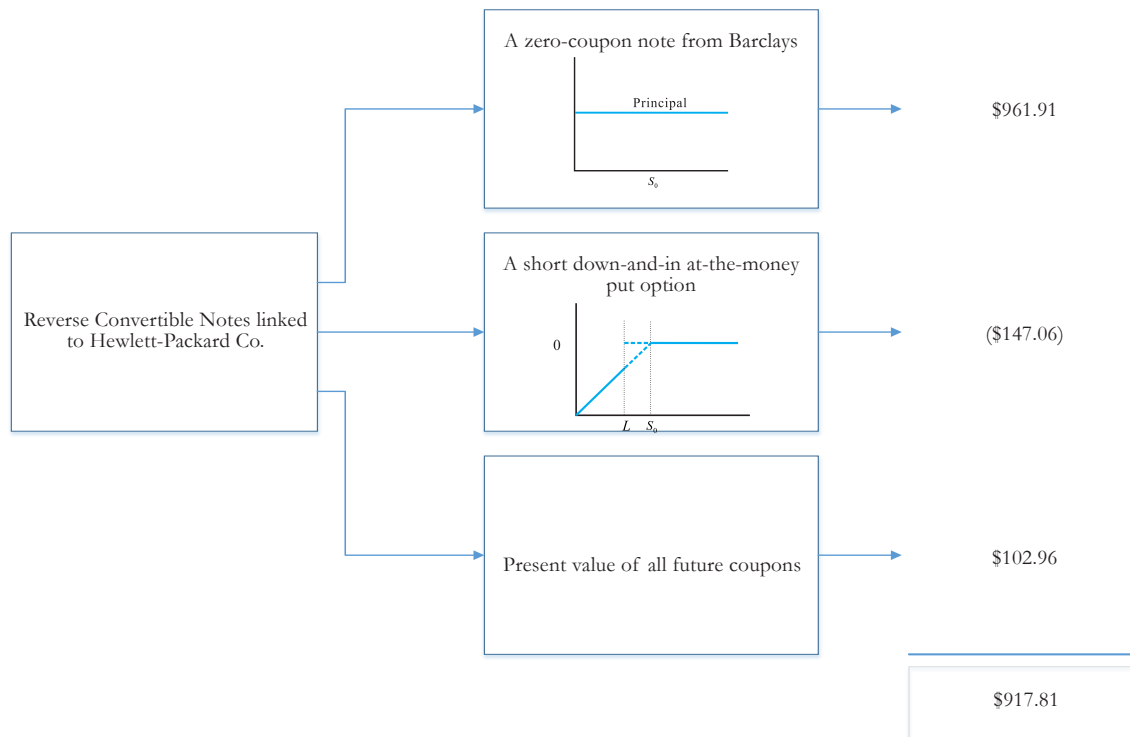 Reverse Convertible Notes linked
to Hewlett-Packard Co.
A zero-coupon note from Barclays
Principal
S₀
$961.91
A short down-and-in at-the-money
put option
0
L S₀
($147.06)
Present value of all future coupons
$102.96
$917.81